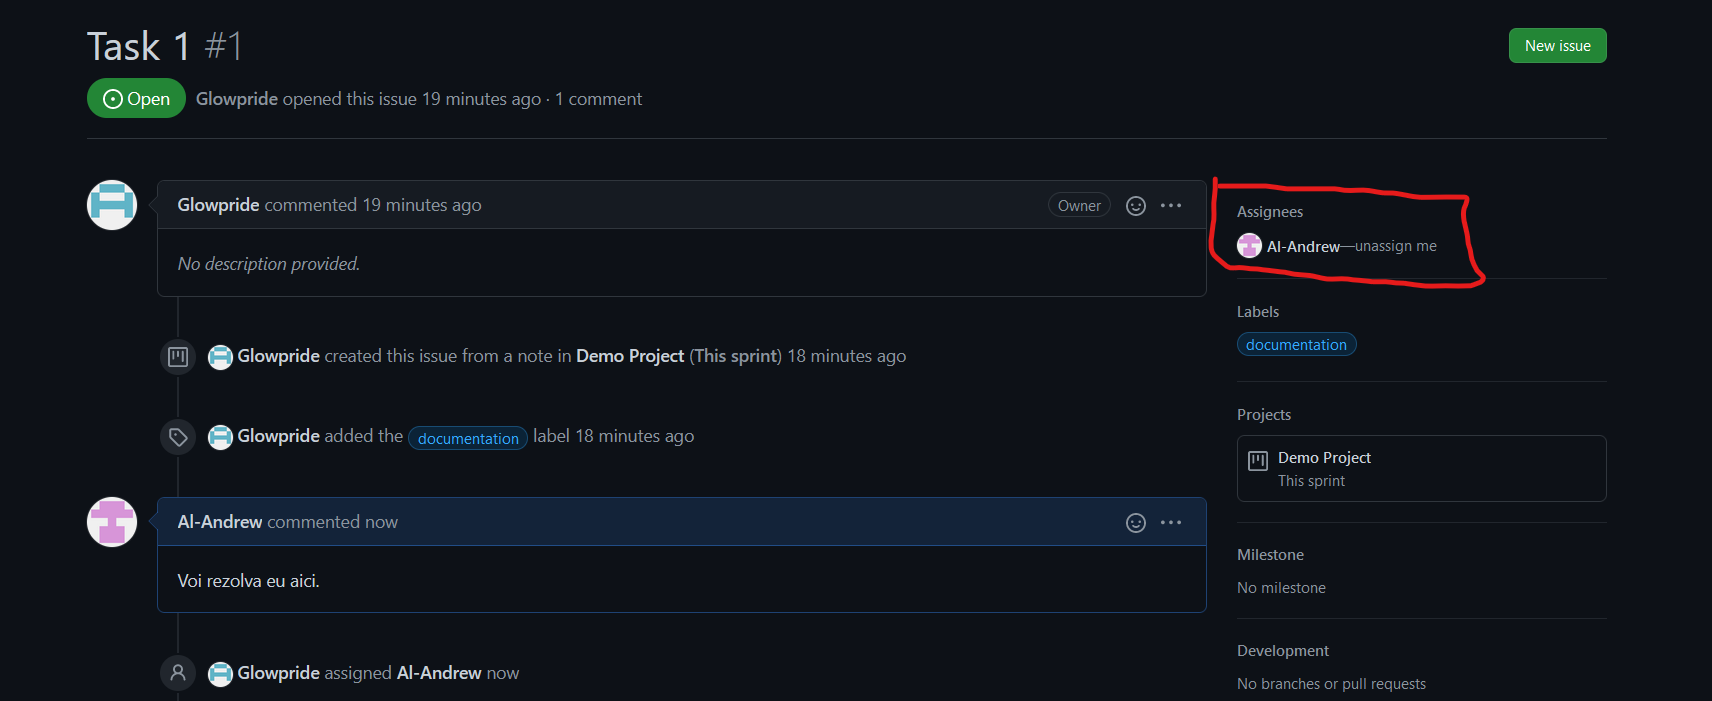 Task 1 #1
New issue
Open
Glowpride opened this issue 19 minutes ago · 1 comment
Glowpride commented 19 minutes ago
Owner
No description provided.
Glowpride created this issue from a note in Demo Project (This sprint) 18 minutes ago
Glowpride added the documentation label 18 minutes ago
Al-Andrew commented now
Voi rezolva eu aici.
Glowpride assigned Al-Andrew now
Assignees
Al-Andrew—unassign me
Labels
documentation
Projects
Demo Project
This sprint
Milestone
No milestone
Development
No branches or pull requests